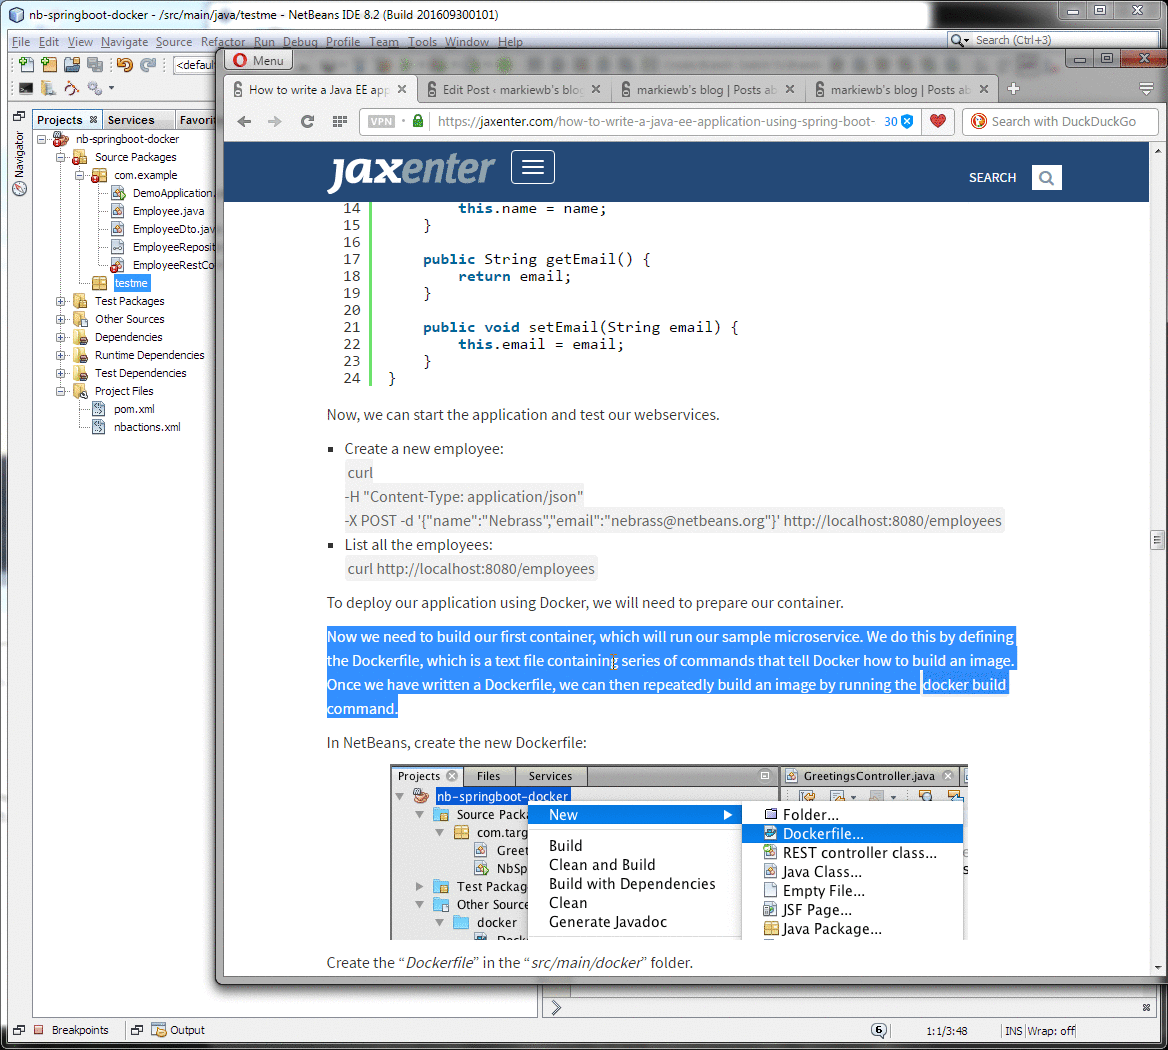 nb-springboot-docker - /src/main/java/testme - NetBeans IDE 8.2 (Build 201609300101)
File Edit View Navigate Source Refactor Run Debug Profile Team Tools Window Help
Search (Ctrl+3)
<defau
Menu
How to write a Java EE app
Edit Post ‹ markiewb's blog
markiewb's blog | Posts ab
markiewb's blog | Posts ab
VPN
https://jaxenter.com/how-to-write-a-java-ee-application-using-spring-boot-
30
Search with DuckDuckGo
Navigator
Projects
Services
Favori
nb-springboot-docker
Source Packages
com.example
DemoApplication.
Employee.java
EmployeeDto.jav
EmployeeReposit
EmployeeRestCo
testme
Test Packages
Other Sources
Dependencies
Runtime Dependencies
Test Dependencies
Project Files
pom.xml
nbactions.xml
jaxenter
SEARCH
14 this.name = name;
15 }
16
17 public String getEmail() {
18 return email;
19 }
20
21 public void setEmail(String email) {
22 this.email = email;
23 }
24 }
Now, we can start the application and test our webservices.
▪ Create a new employee:
curl
-H "Content-Type: application/json"
-X POST -d '{"name":"Nebrass","email":"nebrass@netbeans.org"}' http://localhost:8080/employees
▪ List all the employees:
curl http://localhost:8080/employees
To deploy our application using Docker, we will need to prepare our container.
Now we need to build our first container, which will run our sample microservice. We do this by defining
the Dockerfile, which is a text file containing series of commands that tell Docker how to build an image.
Once we have written a Dockerfile, we can then repeatedly build an image by running the docker build
command.
In NetBeans, create the new Dockerfile:
Projects
Files
Services
GreetingsController.java
nb-springboot-docker
Source Packa
com.targ
Greet
NbSp
Test Packag
Other Source
docker
New
Build
Clean and Build
Build with Dependencies
Clean
Generate Javadoc
Folder...
Dockerfile...
REST controller class...
Java Class...
Empty File...
JSF Page...
Java Package...
Create the “Dockerfile” in the “src/main/docker” folder.
Breakpoints
Output
6
1:1/3:48
INS
Wrap: off